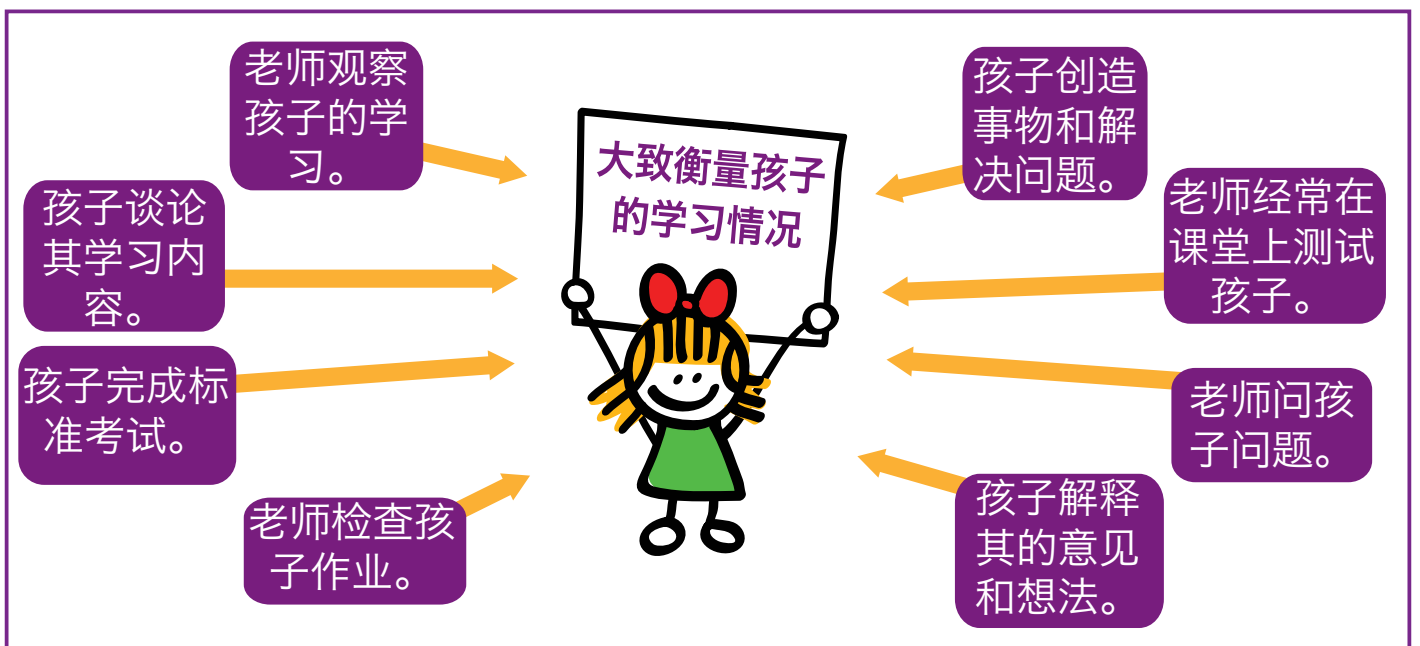 老师观察
孩子的学
习。
孩子谈论
其学习内
容。
孩子完成标
准考试。
老师检查孩
子作业。
大致衡量孩子
的学习情况
孩子创造
事物和解
决问题。
老师经常在
课堂上测试
孩子。
老师问孩
子问题。
孩子解释
其的意见
和想法。